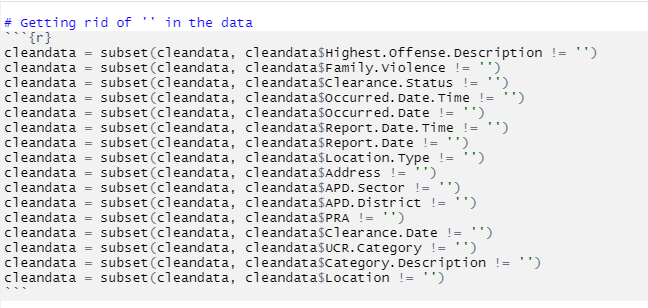 # Getting rid of '' in the data
```{r}
cleandata = subset(cleandata, cleandata$Highest.Offense.Description != '')
cleandata = subset(cleandata, cleandata$Family.Violence != '')
cleandata = subset(cleandata, cleandata$Clearance.Status != '')
cleandata = subset(cleandata, cleandata$Occurred.Date.Time != '')
cleandata = subset(cleandata, cleandata$Occurred.Date != '')
cleandata = subset(cleandata, cleandata$Report.Date.Time != '')
cleandata = subset(cleandata, cleandata$Report.Date != '')
cleandata = subset(cleandata, cleandata$Location.Type != '')
cleandata = subset(cleandata, cleandata$Address != '')
cleandata = subset(cleandata, cleandata$APD.Sector != '')
cleandata = subset(cleandata, cleandata$APD.District != '')
cleandata = subset(cleandata, cleandata$PRA != '')
cleandata = subset(cleandata, cleandata$Clearance.Date != '')
cleandata = subset(cleandata, cleandata$UCR.Category != '')
cleandata = subset(cleandata, cleandata$Category.Description != '')
cleandata = subset(cleandata, cleandata$Location != '')
```